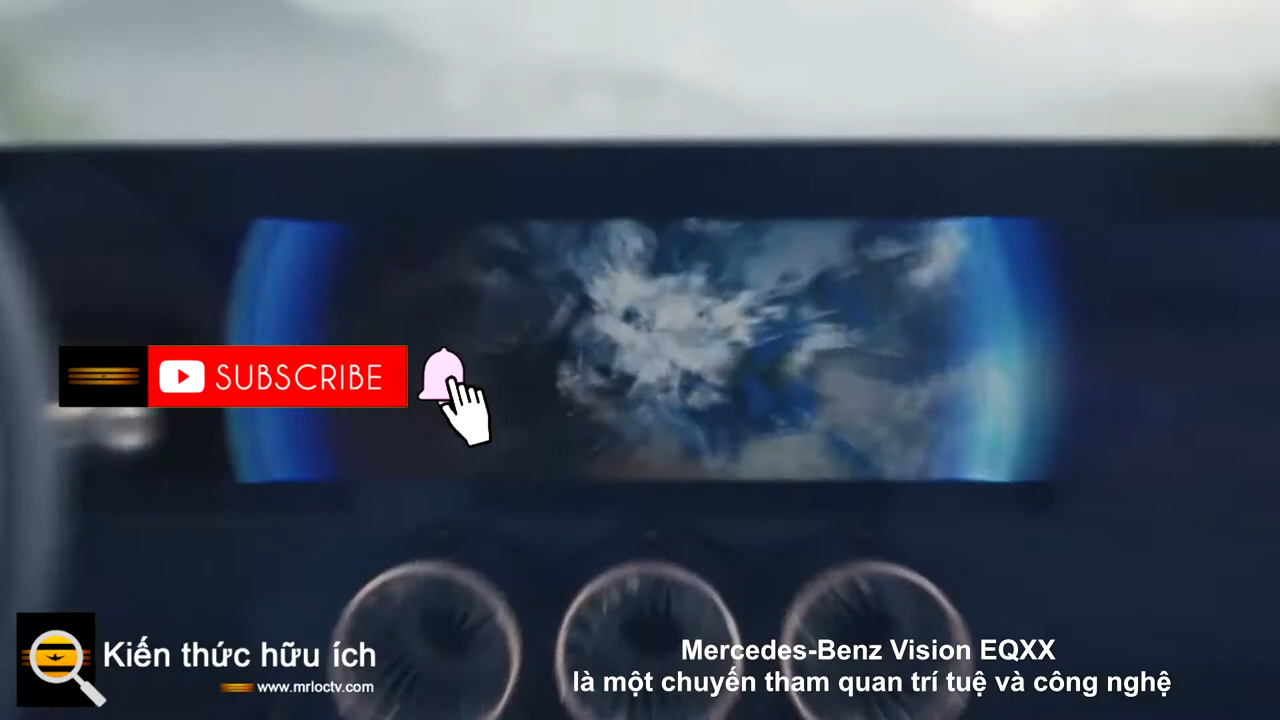 SUBSCRIBE
Kiến thức hữu ích
www.mrloctv.com
Mercedes-Benz Vision EQXX
là một chuyến tham quan trí tuệ và công nghệ